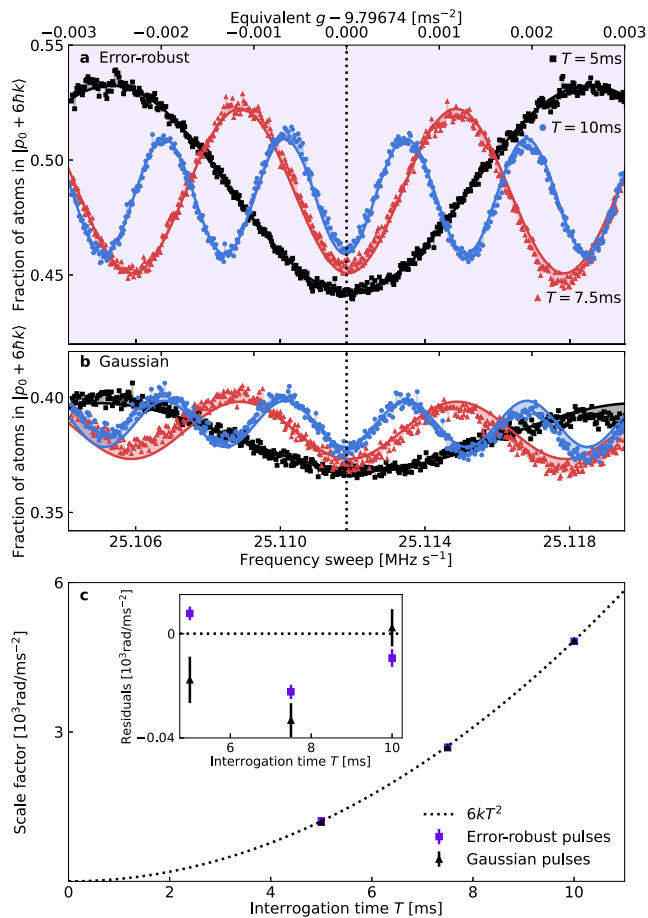 Equivalent g − 9.79674 [ms⁻²]
−0.003 −0.002 −0.001 0.000 0.001 0.002 0.003
0.55
a Error-robust
T = 5ms
T = 10ms
0.50
0.45
T = 7.5ms
Fraction of atoms in |p₀ + 6ℏk⟩
b Gaussian
0.40
0.35
Fraction of atoms in |p₀ + 6ℏk⟩
25.106 25.110 25.114 25.118
Frequency sweep [MHz s⁻¹]
6
c
0
−0.04
Residuals [10³rad/ms⁻²]
6 8 10
Interrogation time T [ms]
3
Scale factor [10³rad/ms⁻²]
6kT²
Error-robust pulses
Gaussian pulses
0
0 2 4 6 8 10
Interrogation time T [ms]